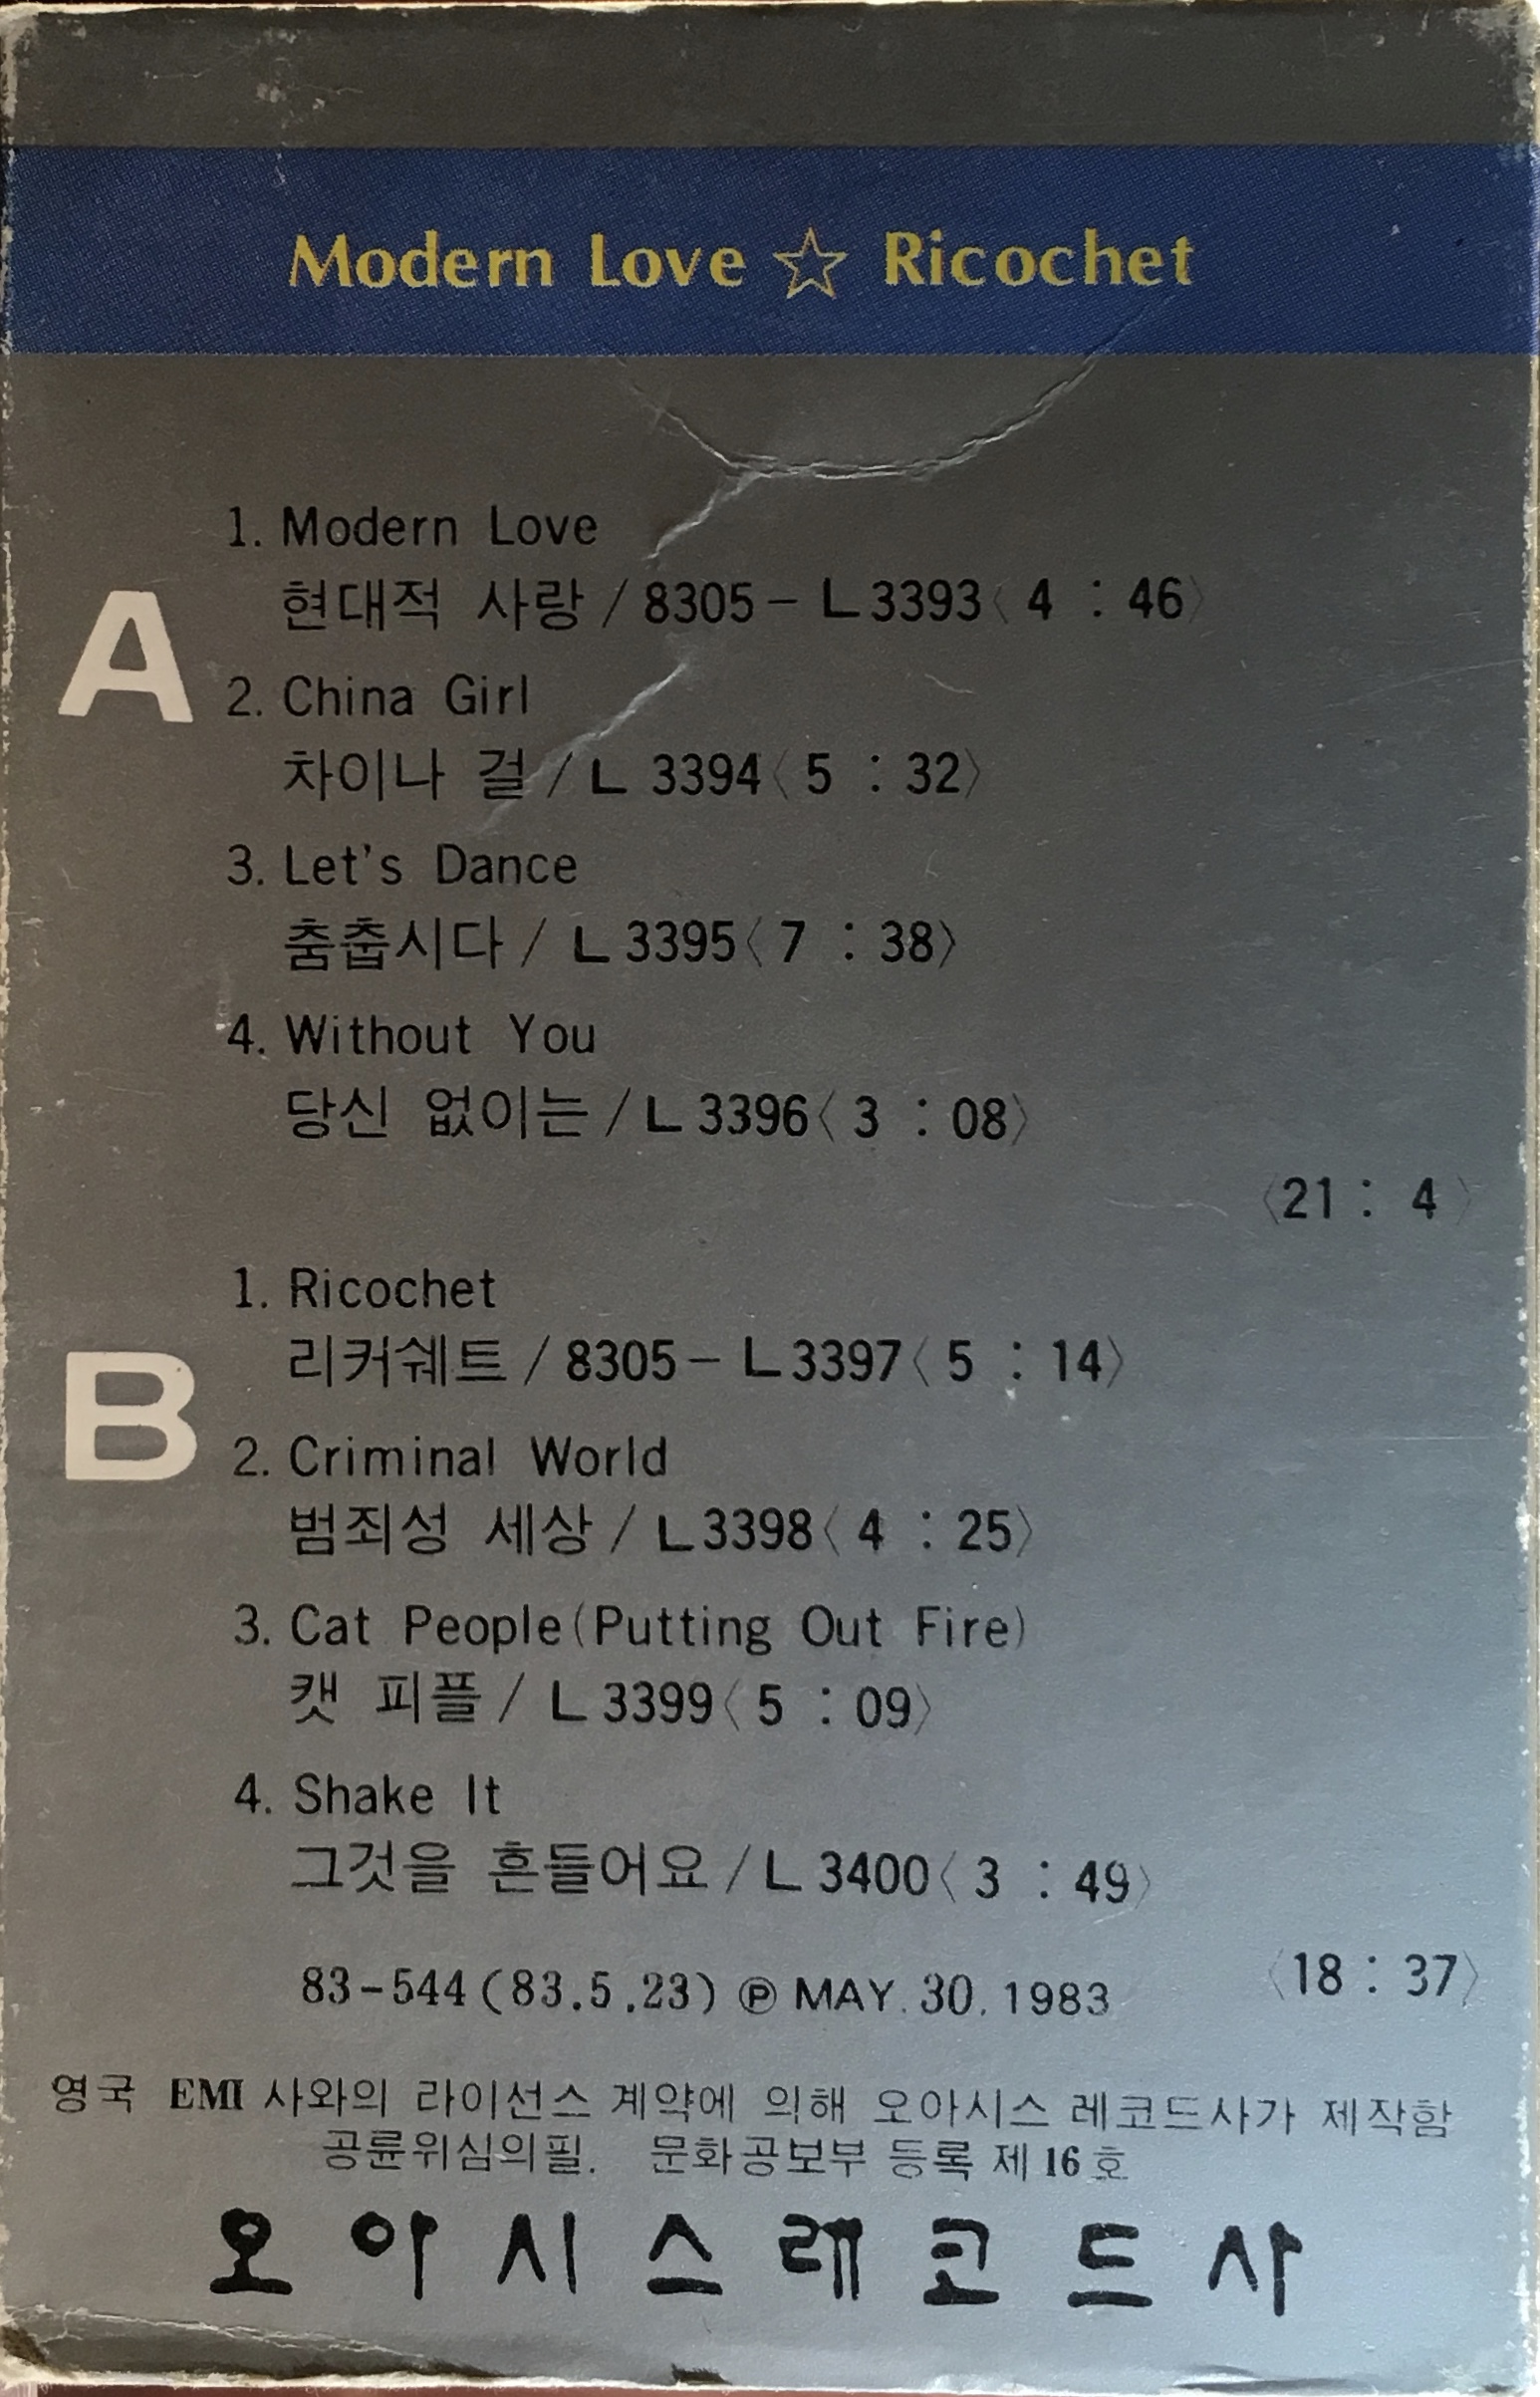 Modern Love ☆ Ricochet
A
1. Modern Love
현대적 사랑 / 8305- L3393〈4 : 46〉
2. China Girl
차이나 걸 / L 3394〈5 : 32〉
3. Let's Dance
춤춥시다 / L 3395〈7 : 38〉
4. Without You
당신 없이는 / L 3396〈3 : 08〉
〈21 : 4 〉
B
1. Ricochet
리커쉐트 / 8305- L3397〈5 : 14〉
2. Criminal World
범죄성 세상 / L3398〈4 : 25〉
3. Cat People(Putting Out Fire)
캣 피플 / L 3399〈5 : 09〉
4. Shake It
그것을 흔들어요 / L 3400〈3 : 49〉
〈18 : 37〉
83-544 (83.5.23) Ⓟ MAY. 30. 1983
영국 EMI 사와의 라이선스 계약에 의해 오아시스 레코드사가 제작함
공륜위심의필. 문화공보부 등록 제 16 호
오아시스레코드사